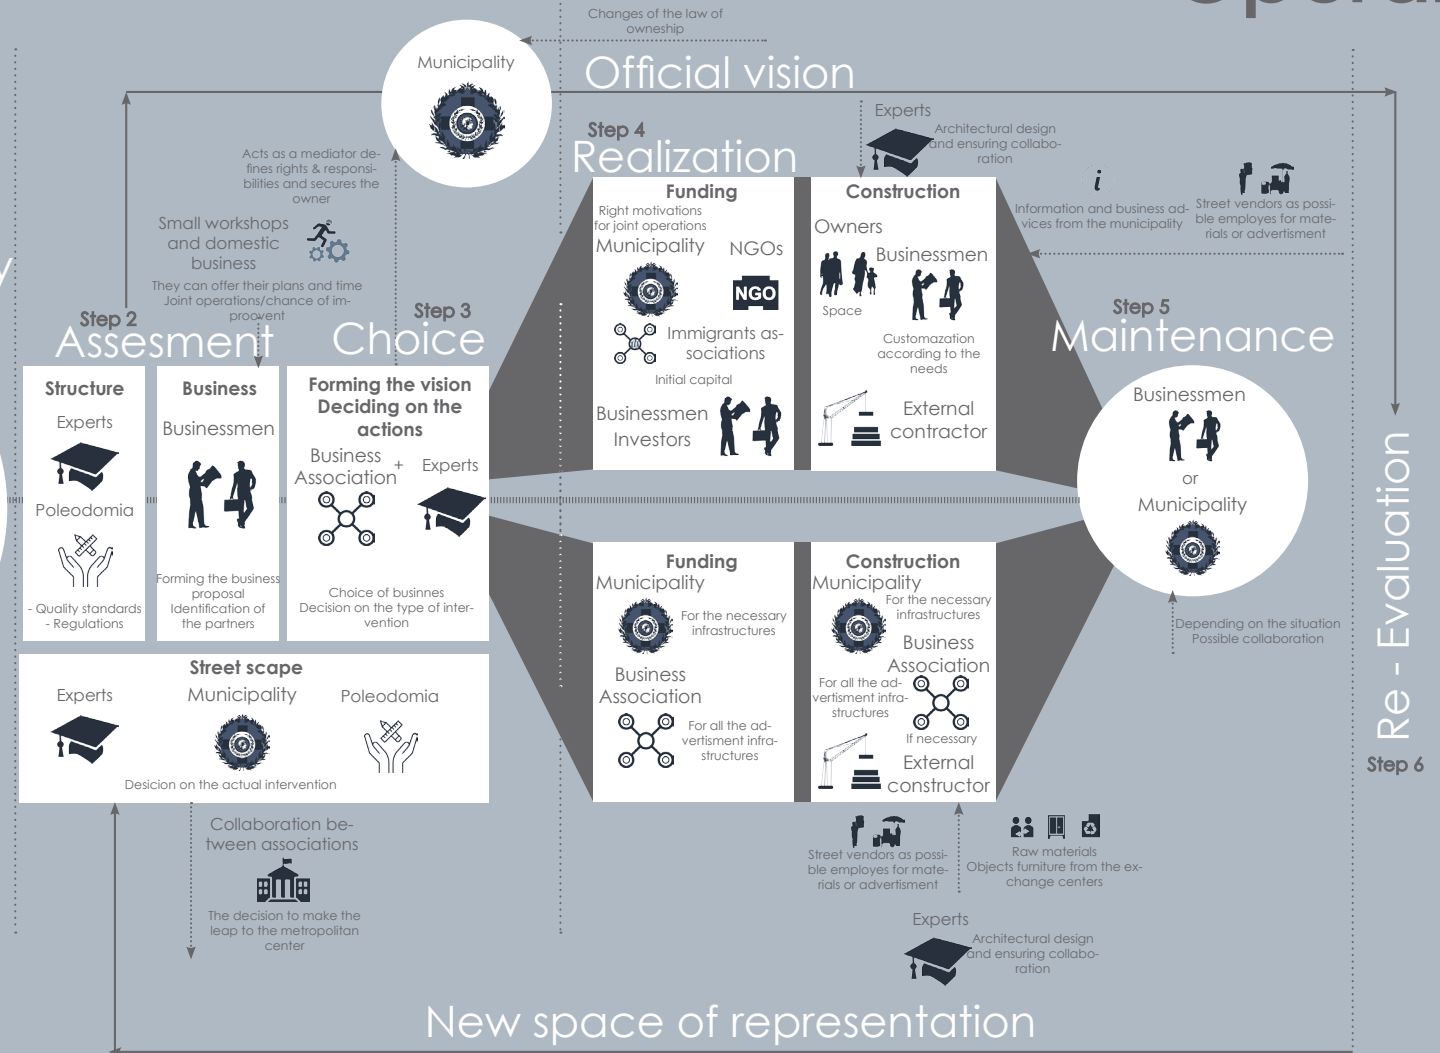 Changes of the law of
ownership
Municipality
Official vision
Experts
Architectural design
and ensuring collabo-
ration
Step 4
Realization
Acts as a mediator de-
fines rights & responsi-
bilities and secures the
owner
Small workshops
and domestic
business
They can offer their plans and time
Joint operations/chance of im-
proovent
Step 2
Assesment
Step 3
Choice
Structure
Experts
Poleodomia
- Quality standards
- Regulations
Business
Businessmen
Forming the business
proposal
Identification of
the partners
Forming the vision
Deciding on the
actions
Business
Association
+
Experts
Choice of businnes
Decision on the type of inter-
vention
Street scape
Experts
Municipality
Poleodomia
Desicion on the actual intervention
Collaboration be-
tween associations
The decision to make the
leap to the metropolitan
center
Funding
Right motivations
for joint operations
Municipality
NGOs
NGO
Immigrants as-
sociations
Initial capital
Businessmen
Investors
Construction
Owners
Businessmen
Space
Customazation
according to the
needs
External
contractor
i
Information and business ad-
vices from the municipality
Street vendors as possi-
ble employes for mate-
rials or advertisment
Funding
Municipality
For the necessary
infrastructures
Business
Association
For all the ad-
vertisment infra-
structures
Construction
Municipality
For the necessary
infrastructures
Business
Association
For all the ad-
vertisment infra-
structures
If necessary
External
constructor
Street vendors as possi-
ble employes for mate-
rials or advertisment
Raw materials
Objects furniture from the ex-
change centers
Experts
Architectural design
and ensuring collabo-
ration
Step 5
Maintenance
Businessmen
or
Municipality
Depending on the situation
Possible collaboration
Re - Evaluation
Step 6
New space of representation